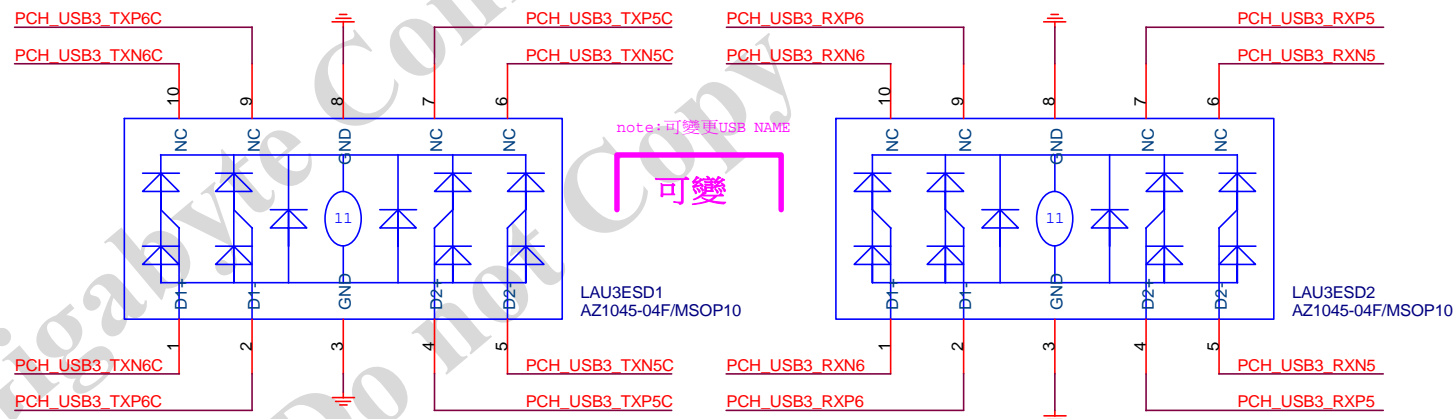 PCH_USB3_TXP6C
PCH_USB3_TXP5C
PCH_USB3_RXP6
PCH_USB3_RXP5
PCH_USB3_TXN6C
PCH_USB3_TXN5C
PCH_USB3_RXN6
PCH_USB3_RXN5
10 9 8 7 6
10 9 8 7 6
NC NC GND NC NC
NC NC GND NC NC
note:可變更USB NAME
可變
11
11
D1+ D1- GND D2+ D2-
D1+ D1- GND D2+ D2-
LAU3ESD1
AZ1045-04F/MSOP10
LAU3ESD2
AZ1045-04F/MSOP10
1 2 3 4 5
1 2 3 4 5
PCH_USB3_TXN6C
PCH_USB3_TXN5C
PCH_USB3_RXN6
PCH_USB3_RXN5
PCH_USB3_TXP6C
PCH_USB3_TXP5C
PCH_USB3_RXP6
PCH_USB3_RXP5
Do not Copy